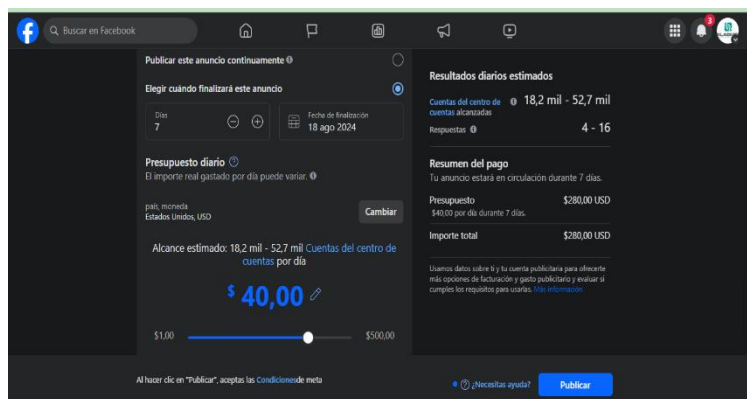 Buscar en Facebook
3
Publicar este anuncio continuamente
Elegir cuándo finalizará este anuncio
Días
7
Fecha de finalización
18 ago 2024
Presupuesto diario
El importe real gastado por día puede variar.
país, moneda
Estados Unidos, USD
Cambiar
Alcance estimado: 18,2 mil - 52,7 mil Cuentas del centro de
cuentas por día
$ 40,00
$1,00
$500,00
Resultados diarios estimados
Cuentas del centro de
cuentas alcanzadas
18,2 mil - 52,7 mil
Respuestas
4 - 16
Resumen del pago
Tu anuncio estará en circulación durante 7 días.
Presupuesto
$280,00 USD
$40,00 por día durante 7 días.
Importe total
$280,00 USD
Usamos datos sobre ti y tu cuenta publicitaria para ofrecerte
más opciones de facturación y gasto publicitario y evaluar si
cumples los requisitos para usarlas. Más información
Al hacer clic en "Publicar", aceptas las Condicionesde meta
¿Necesitas ayuda?
Publicar